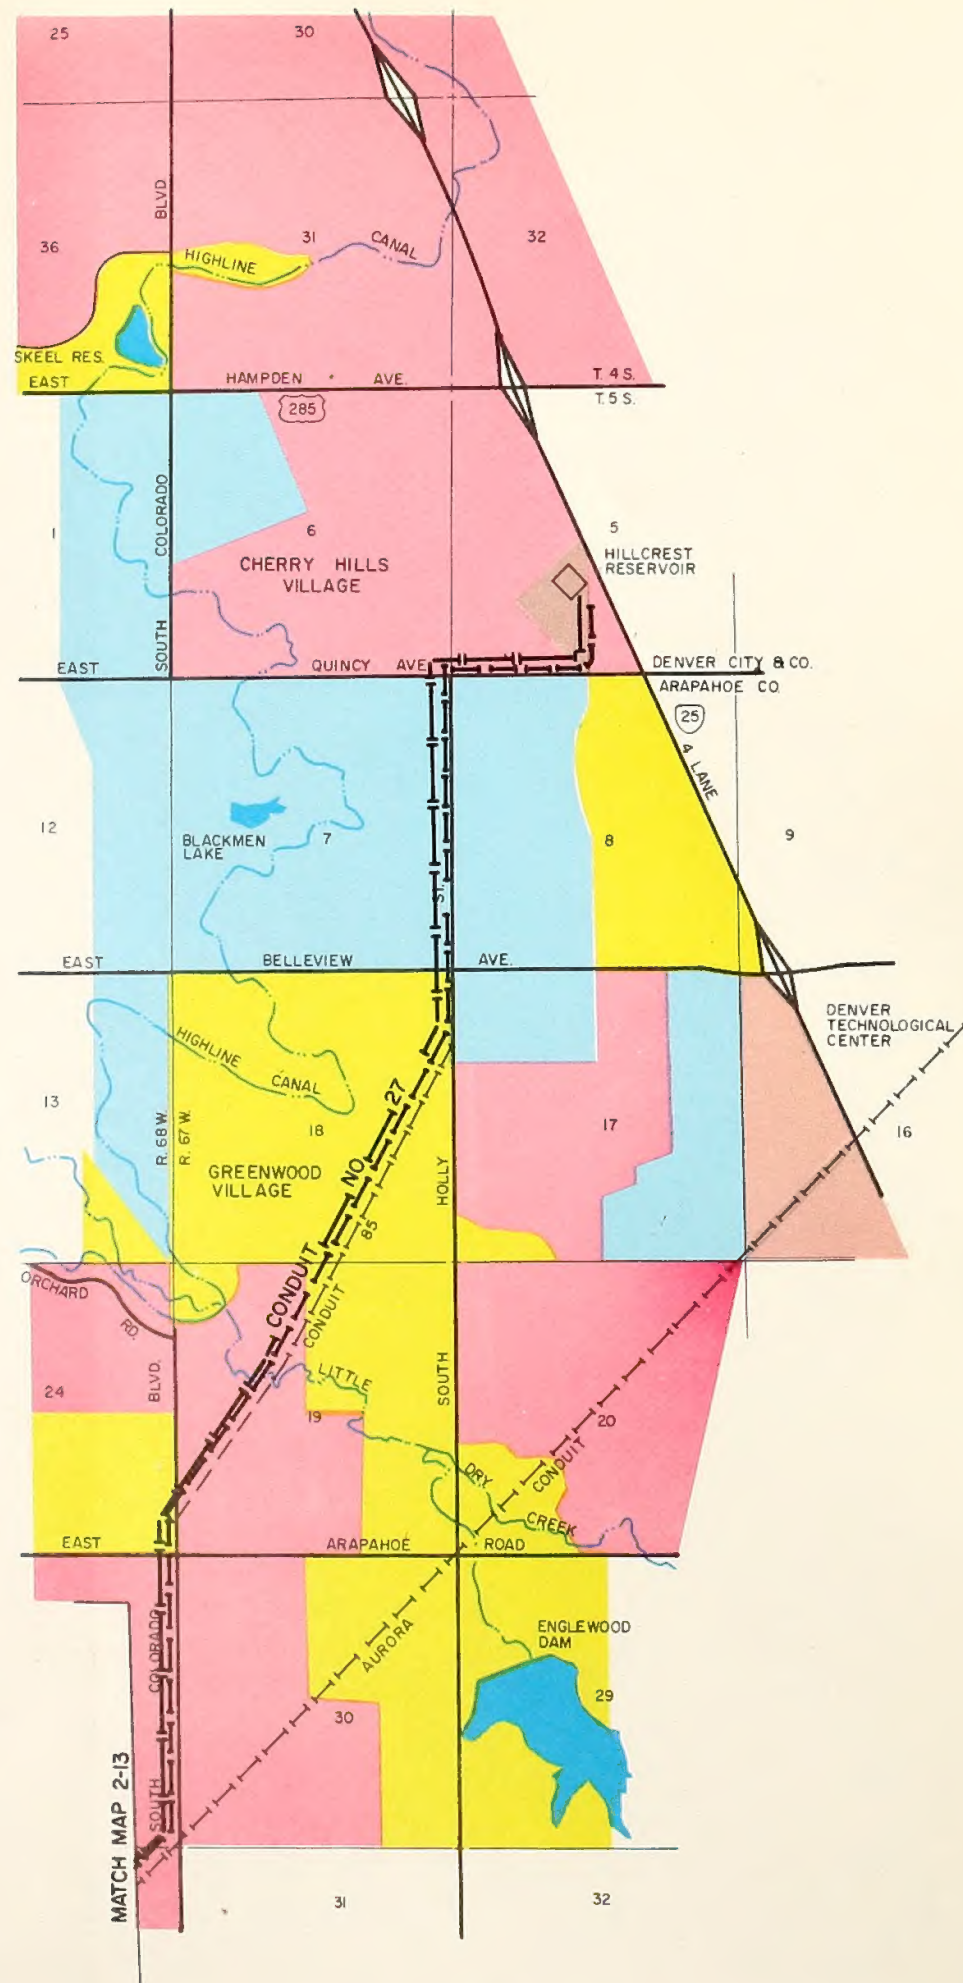 25
30
BLVD.
36
31
CANAL
32
HIGHLINE
SKEEL RES.
EAST
HAMPDEN AVE.
T. 4 S.
T. 5 S.
285
COLORADO
1
6
5
CHERRY HILLS
VILLAGE
HILLCREST
RESERVOIR
SOUTH
EAST
QUINCY AVE
DENVER CITY & CO.
ARAPAHOE CO.
25
4 LANE
12
BLACKMEN
LAKE
7
8
9
ST.
EAST
BELLEVIEW
AVE.
DENVER
TECHNOLOGICAL
CENTER
HIGHLINE
CANAL
13
R. 68 W.
R. 67 W.
18
NO 27
17
16
GREENWOOD
VILLAGE
HOLLY
85
CONDUIT
CONDUIT
ORCHARD
RD.
LITTLE
24
BLVD.
SOUTH
19
20
DRY
CONDUIT
CREEK
EAST
ARAPAHOE
ROAD
COLORADO
AURORA
ENGLEWOOD
DAM
29
30
SOUTH
MATCH MAP 2-13
31
32